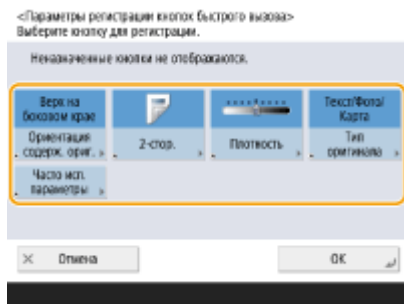 <Параметры регистрации кнопок быстрого вызова>
Выберите кнопку для регистрации.
Неназначенные кнопки не отображаются.
Верх на
боковом крае
Ориентация
содерж. ориг.
2-стор.
Плотность
Текст/Фото/
Карта
Тип
оригинала
Часто исп.
параметры
Отмена
OK